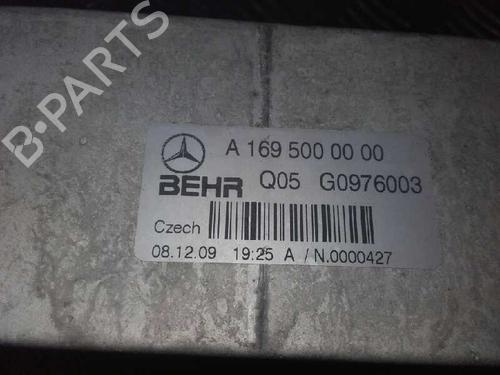 B-PARTS
A 169 500 00 00
BEHR Q05 G0976003
Czech
08.12.09 19:25 A / N.0000427